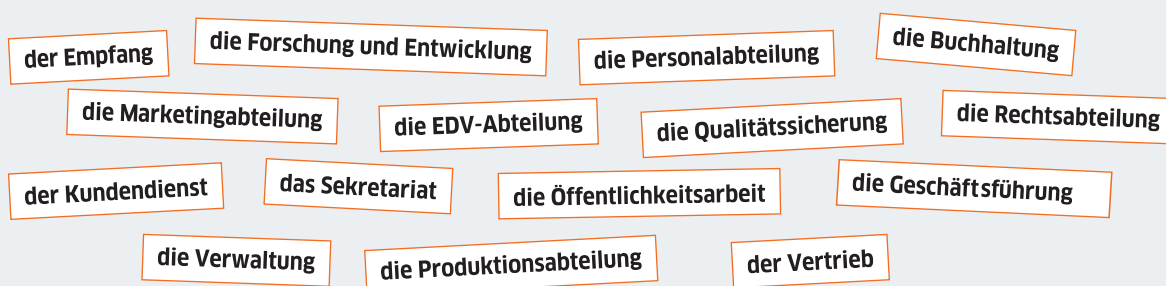 der Empfang
die Forschung und Entwicklung
die Personalabteilung
die Buchhaltung
die Marketingabteilung
die EDV-Abteilung
die Qualitätssicherung
die Rechtsabteilung
der Kundendienst
das Sekretariat
die Öffentlichkeitsarbeit
die Geschäftsführung
die Verwaltung
die Produktionsabteilung
der Vertrieb